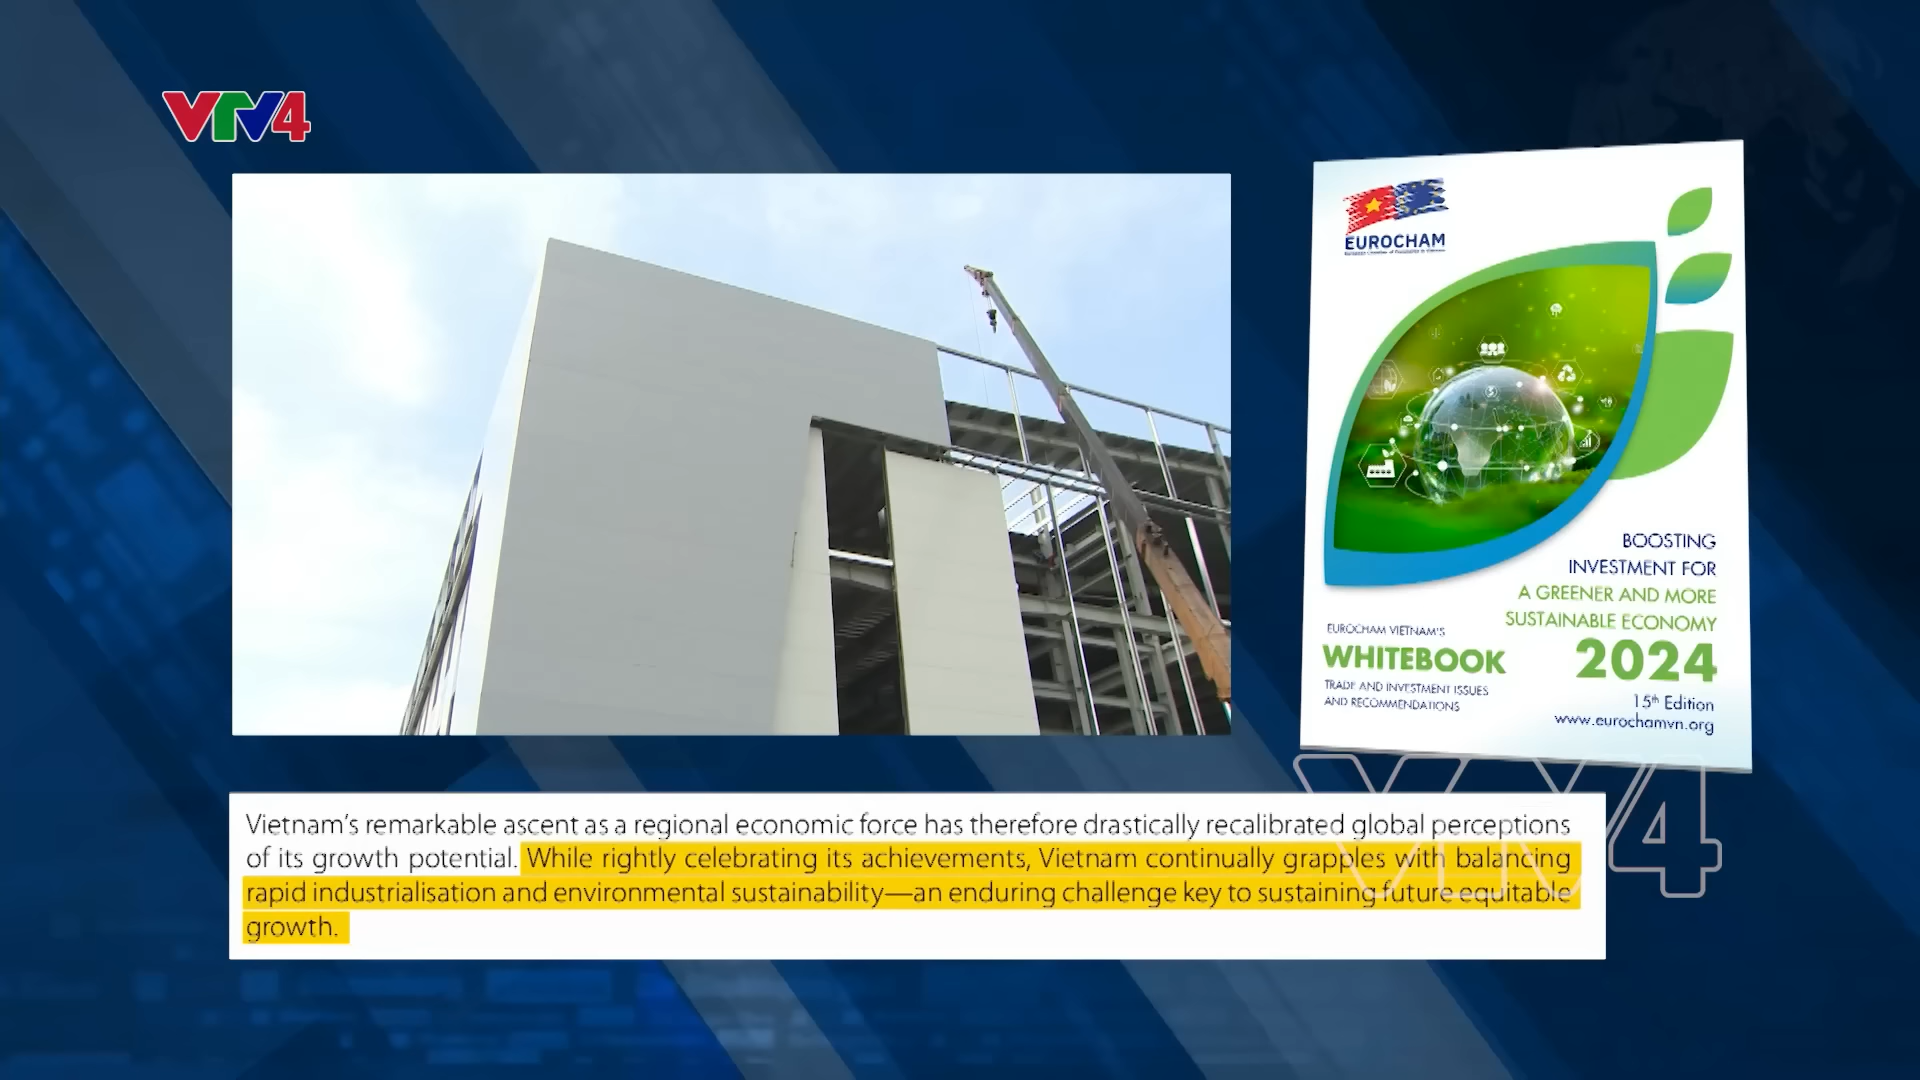 VTV4
EUROCHAM
BOOSTING
INVESTMENT FOR
A GREENER AND MORE
SUSTAINABLE ECONOMY
2024
15th Edition
www.eurochamvn.org
EUROCHAM VIETNAM'S
WHITEBOOK
TRADE AND INVESTMENT ISSUES
AND RECOMMENDATIONS
VTV4
Vietnam's remarkable ascent as a regional economic force has therefore drastically recalibrated global perceptions
of its growth potential. While rightly celebrating its achievements, Vietnam continually grapples with balancing
rapid industrialisation and environmental sustainability—an enduring challenge key to sustaining future equitable
growth.